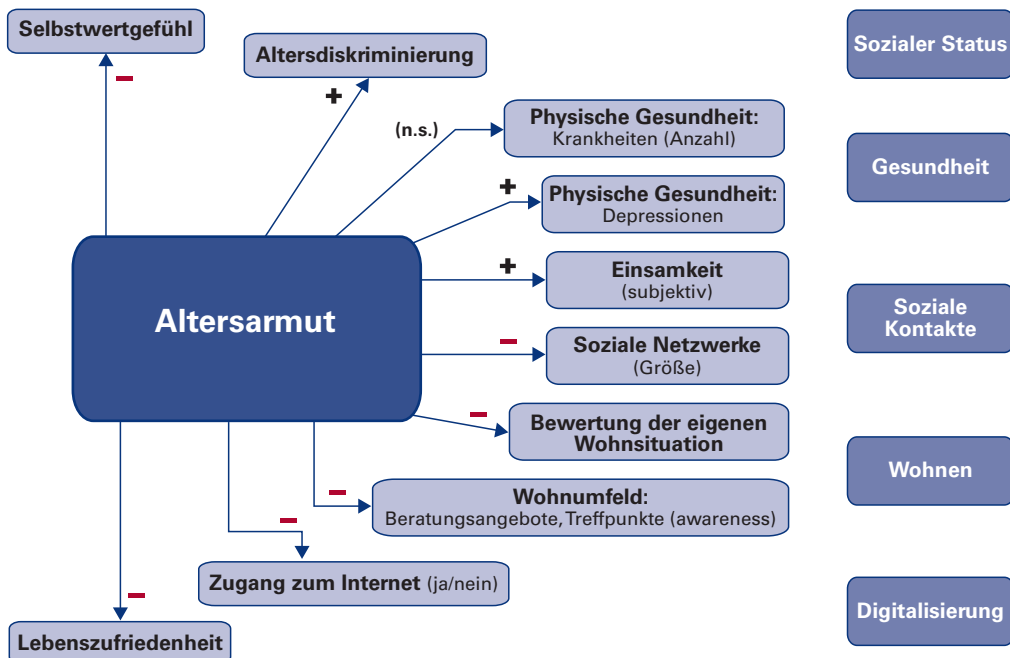 Selbstwertgefühl
−
Altersdiskriminierung
+
(n.s.)
Physische Gesundheit:
Krankheiten (Anzahl)
+
Physische Gesundheit:
Depressionen
+
Einsamkeit
(subjektiv)
Altersarmut
−
Soziale Netzwerke
(Größe)
−
Bewertung der eigenen
Wohnsituation
−
Wohnumfeld:
Beratungsangebote, Treffpunkte (awareness)
−
Zugang zum Internet (ja/nein)
−
Lebenszufriedenheit
Sozialer Status
Gesundheit
Soziale
Kontakte
Wohnen
Digitalisierung